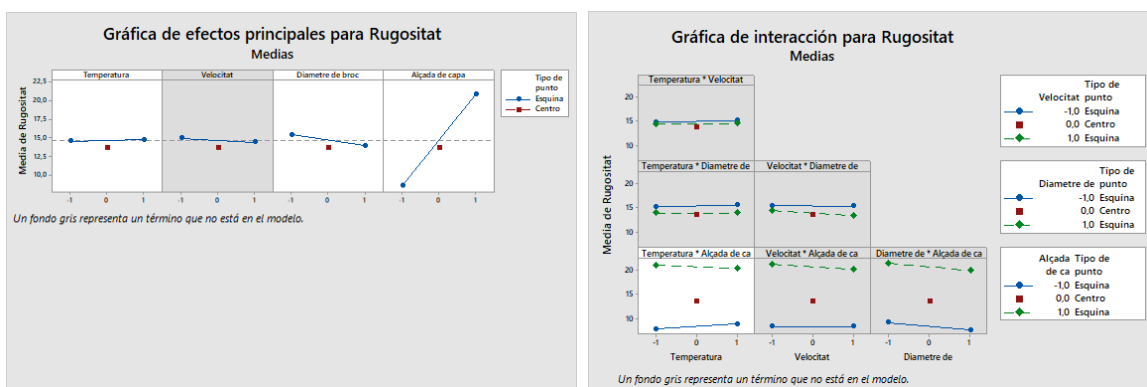 Gráfica de efectos principales para Rugositat
Medias
Temperatura
Velocitat
Diametre de broc
Alçada de capa
Media de Rugositat
22,5
20,0
17,5
15,0
12,5
10,0
-1 0 1 -1 0 1 -1 0 1 -1 0 1
Tipo de
punto
Esquina
Centro
Un fondo gris representa un término que no está en el modelo.
Gráfica de interacción para Rugositat
Medias
Media de Rugositat
Temperatura * Velocitat
20
15
10
Temperatura * Diametre de
Velocitat * Diametre de
20
15
10
Temperatura * Alçada de ca
Velocitat * Alçada de ca
Diametre de * Alçada de ca
20
15
10
-1 0 1 -1 0 1 -1 0 1
Temperatura
Velocitat
Diametre de
Tipo de
Velocitat punto
-1,0 Esquina
0,0 Centro
1,0 Esquina
Tipo de
Diametre de punto
-1,0 Esquina
0,0 Centro
1,0 Esquina
Alçada Tipo de
de ca punto
-1,0 Esquina
0,0 Centro
1,0 Esquina
Un fondo gris representa un término que no está en el modelo.